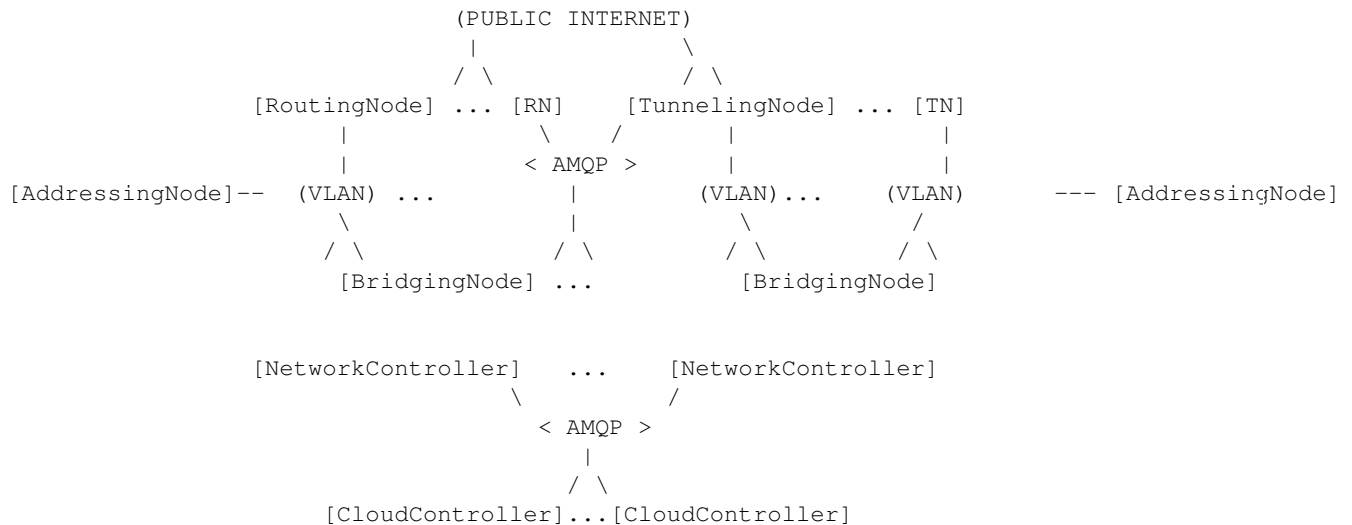 (PUBLIC INTERNET)
| \
/ \ / \
[RoutingNode] ... [RN] [TunnelingNode] ... [TN]
| \ / | |
| < AMQP > | |
[AddressingNode]-- (VLAN) ... | (VLAN)... (VLAN) --- [AddressingNode]
\ | \ /
/ \ / \ / \ / \
[BridgingNode] ... [BridgingNode]
[NetworkController] ... [NetworkController]
\ /
< AMQP >
|
/ \
[CloudController]...[CloudController]